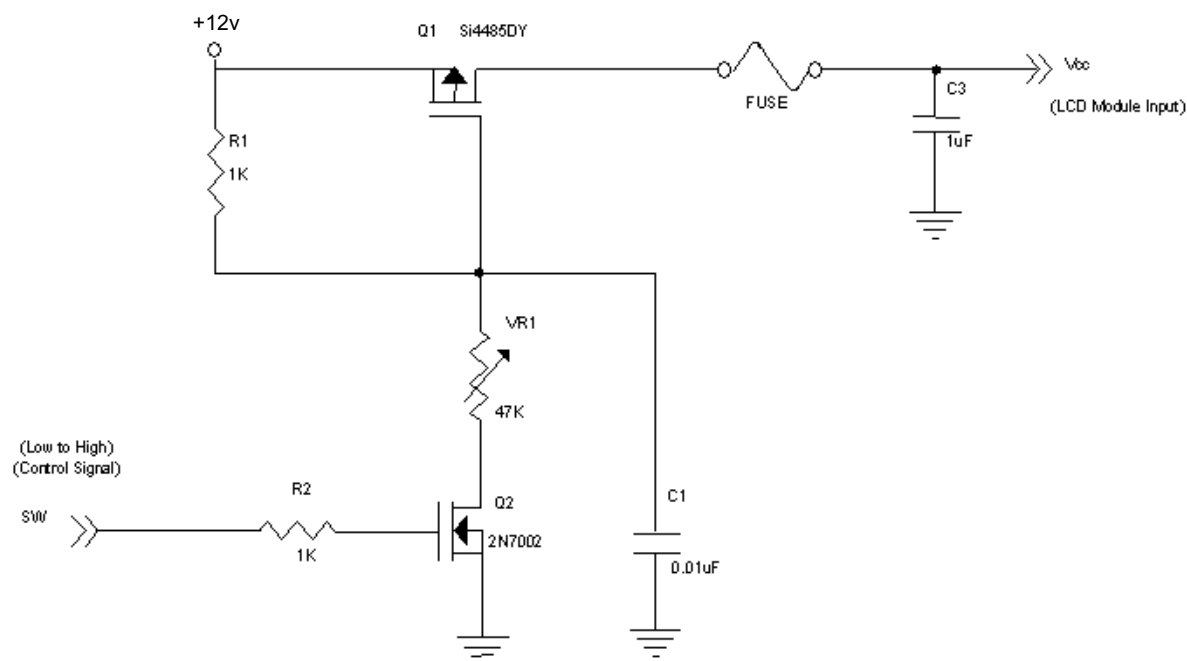 +12v
Q1 Si4485DY
Vcc
FUSE
C3
(LCD Module Input)
1uF
R1
1K
VR1
47K
(Low to High)
(Control Signal)
SW
R2
1K
Q2
2N7002
C1
0.01uF